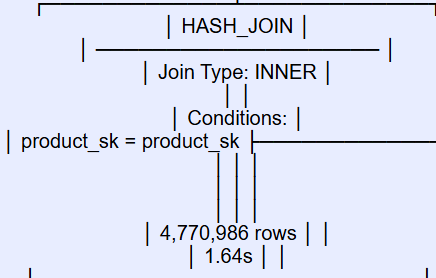 HASH_JOIN
Join Type: INNER
Conditions:
product_sk = product_sk
4,770,986 rows
1.64s